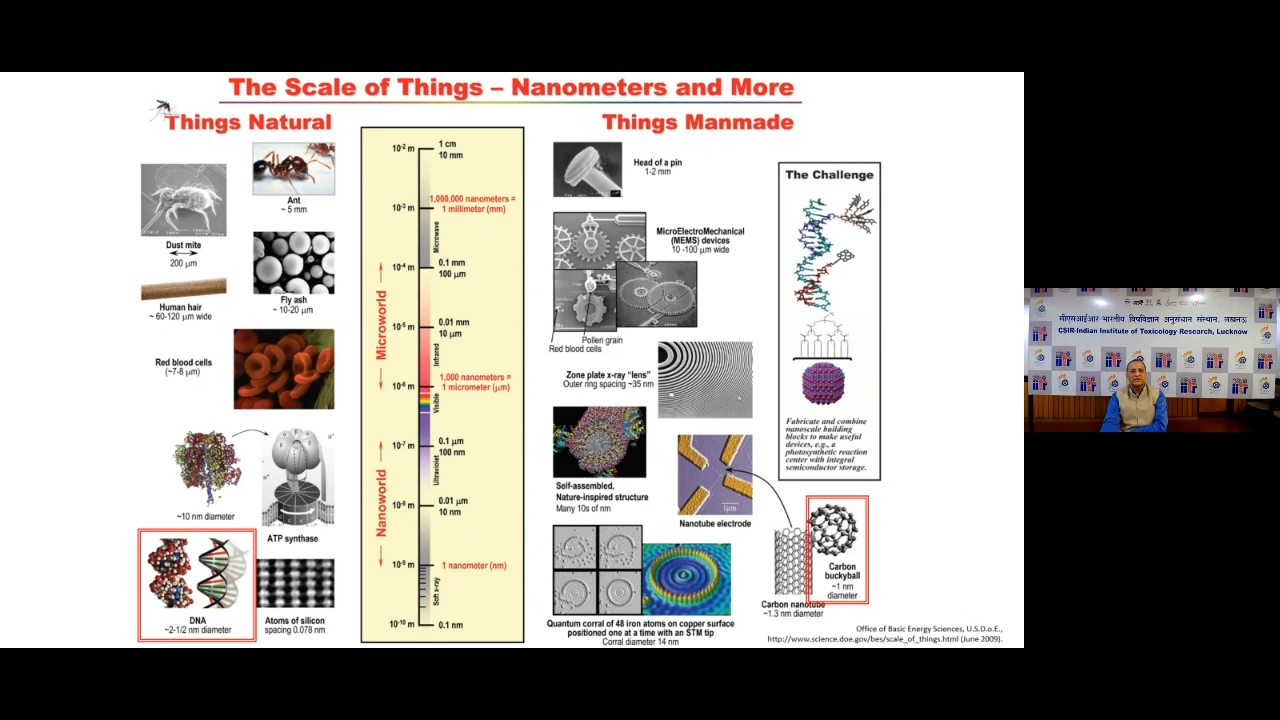 The Scale of Things – Nanometers and More
Things Natural
Things Manmade
Ant
~ 5 mm
Dust mite
200 µm
Human hair
~ 60-120 µm wide
Fly ash
~ 10-20 µm
Red blood cells
(~7-8 µm)
~10 nm diameter
ATP synthase
DNA
~2-1/2 nm diameter
Atoms of silicon
spacing 0.078 nm
10⁻² m
1 cm
10 mm
1,000,000 nanometers =
10⁻³ m
1 millimeter (mm)
Microwave
0.1 mm
10⁻⁴ m
100 µm
Microworld
0.01 mm
10⁻⁵ m
10 µm
Infrared
1,000 nanometers =
10⁻⁶ m
1 micrometer (µm)
Visible
0.1 µm
10⁻⁷ m
100 nm
Ultraviolet
Nanoworld
0.01 µm
10⁻⁸ m
10 nm
10⁻⁹ m
1 nanometer (nm)
Soft x-ray
10⁻¹⁰ m
0.1 nm
Head of a pin
1-2 mm
MicroElectroMechanical
(MEMS) devices
10 -100 µm wide
Pollen grain
Red blood cells
Zone plate x-ray “lens”
Outer ring spacing ~35 nm
Self-assembled,
Nature-inspired structure
Many 10s of nm
1µm
Nanotube electrode
Quantum corral of 48 iron atoms on copper surface
positioned one at a time with an STM tip
Corral diameter 14 nm
Carbon nanotube
~1.3 nm diameter
Carbon
buckyball
~1 nm
diameter
The Challenge
Fabricate and combine
nanoscale building
blocks to make useful
devices, e.g., a
photosynthetic reaction
center with integral
semiconductor storage.
Office of Basic Energy Sciences, U.S.D.o.E.,
http://www.science.doe.gov/bes/scale_of_things.html (June 2009).
सीएसआईआर-भारतीय विषविज्ञान अनुसंधान संस्थान, लखनऊ
CSIR-Indian Institute of Toxicology Research, Lucknow